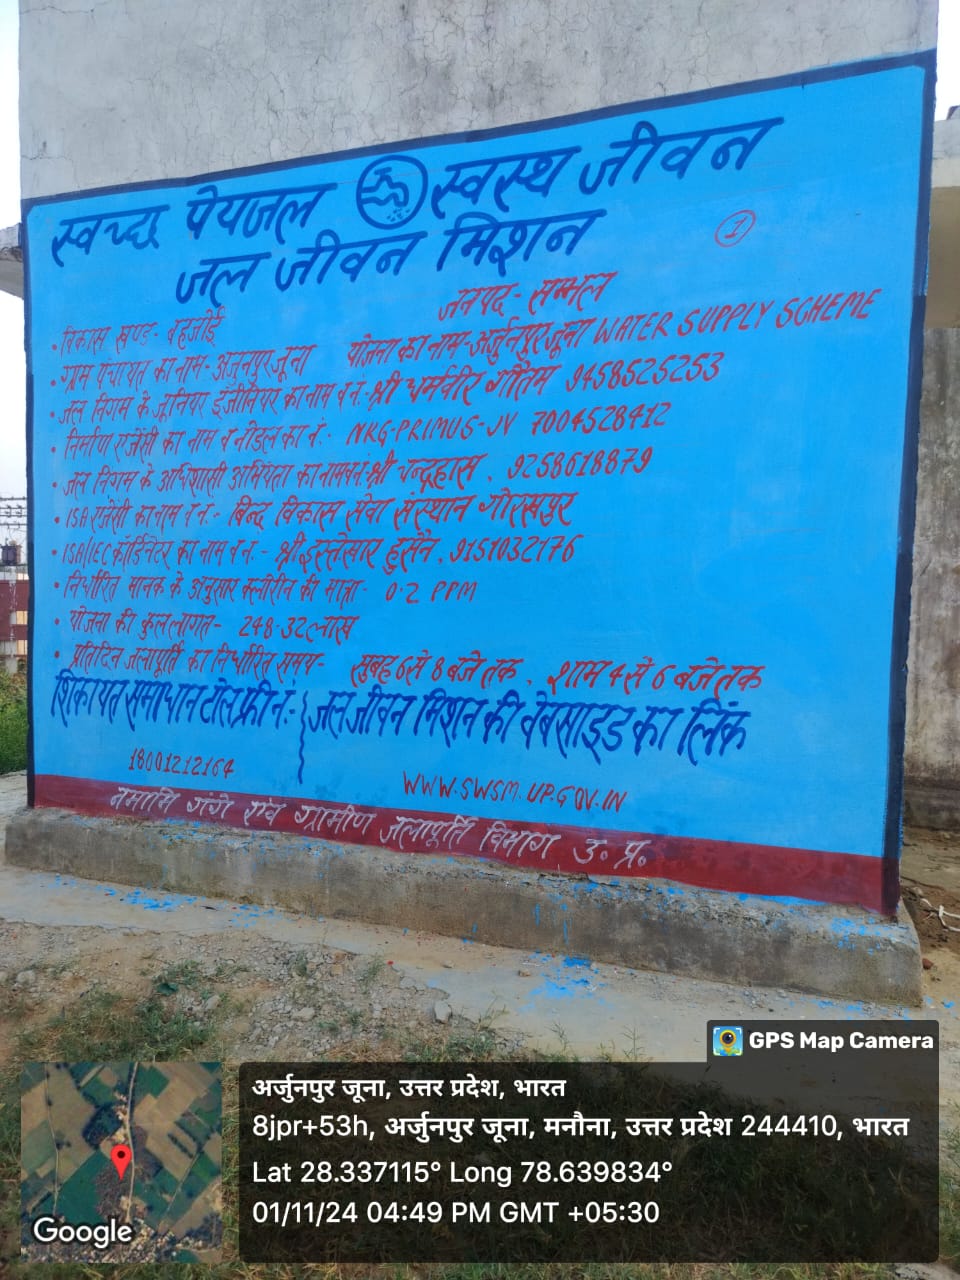 स्वच्छ पेयजल स्वस्थ जीवन
जल जीवन मिशन
1
जनपद - सम्भल
• विकास खण्ड - बहजोई
• ग्राम पंचायत का नाम - अर्जुनपुर जूना योजना का नाम - अर्जुनपुर जूना WATER SUPPLY SCHEME
• जल निगम के जूनियर इंजीनियर का नाम व नं:- श्री धर्मवीर गौतम 9458525253
• निर्माण एजेंसी का नाम व नोडल का नं:- NKG-PRIMUS-JV 7004528412
• जल निगम के अधिशासी अभियंता का नाम व नं:- श्री चन्द्रहास, 9258618879
• ISA एजेंसी का नाम व नं:- बिन्द विकास सेवा संस्थान गोरखपुर
• ISA/IEC कॉर्डिनेटर का नाम व नं:- श्री इस्तेखार हुसैन, 9151032176
• निर्धारित मानक के अनुसार क्लोरीन की मात्रा - 0.2 PPM
• योजना की कुल लागत - 248.32 लाख
• प्रतिदिन जलापूर्ति का निर्धारित समय - सुबह 6 से 8 बजे तक, शाम 4 से 6 बजे तक
शिकायत समाधान टोल फ्री नं:- जल जीवन मिशन की वेबसाइड का लिंक
18001212164 WWW.SWSM.UP.GOV.IN
नमामि गंगे एवं ग्रामीण जलापूर्ति विभाग उ. प्र.
GPS Map Camera
अर्जुनपुर जूना, उत्तर प्रदेश, भारत
8jpr+53h, अर्जुनपुर जूना, मनौना, उत्तर प्रदेश 244410, भारत
Lat 28.337115° Long 78.639834°
01/11/24 04:49 PM GMT +05:30
Google